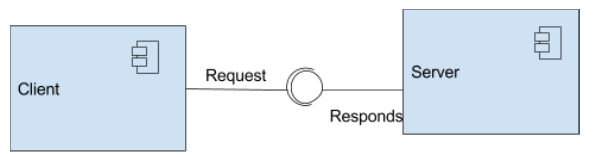 Client
Request
Responds
Server